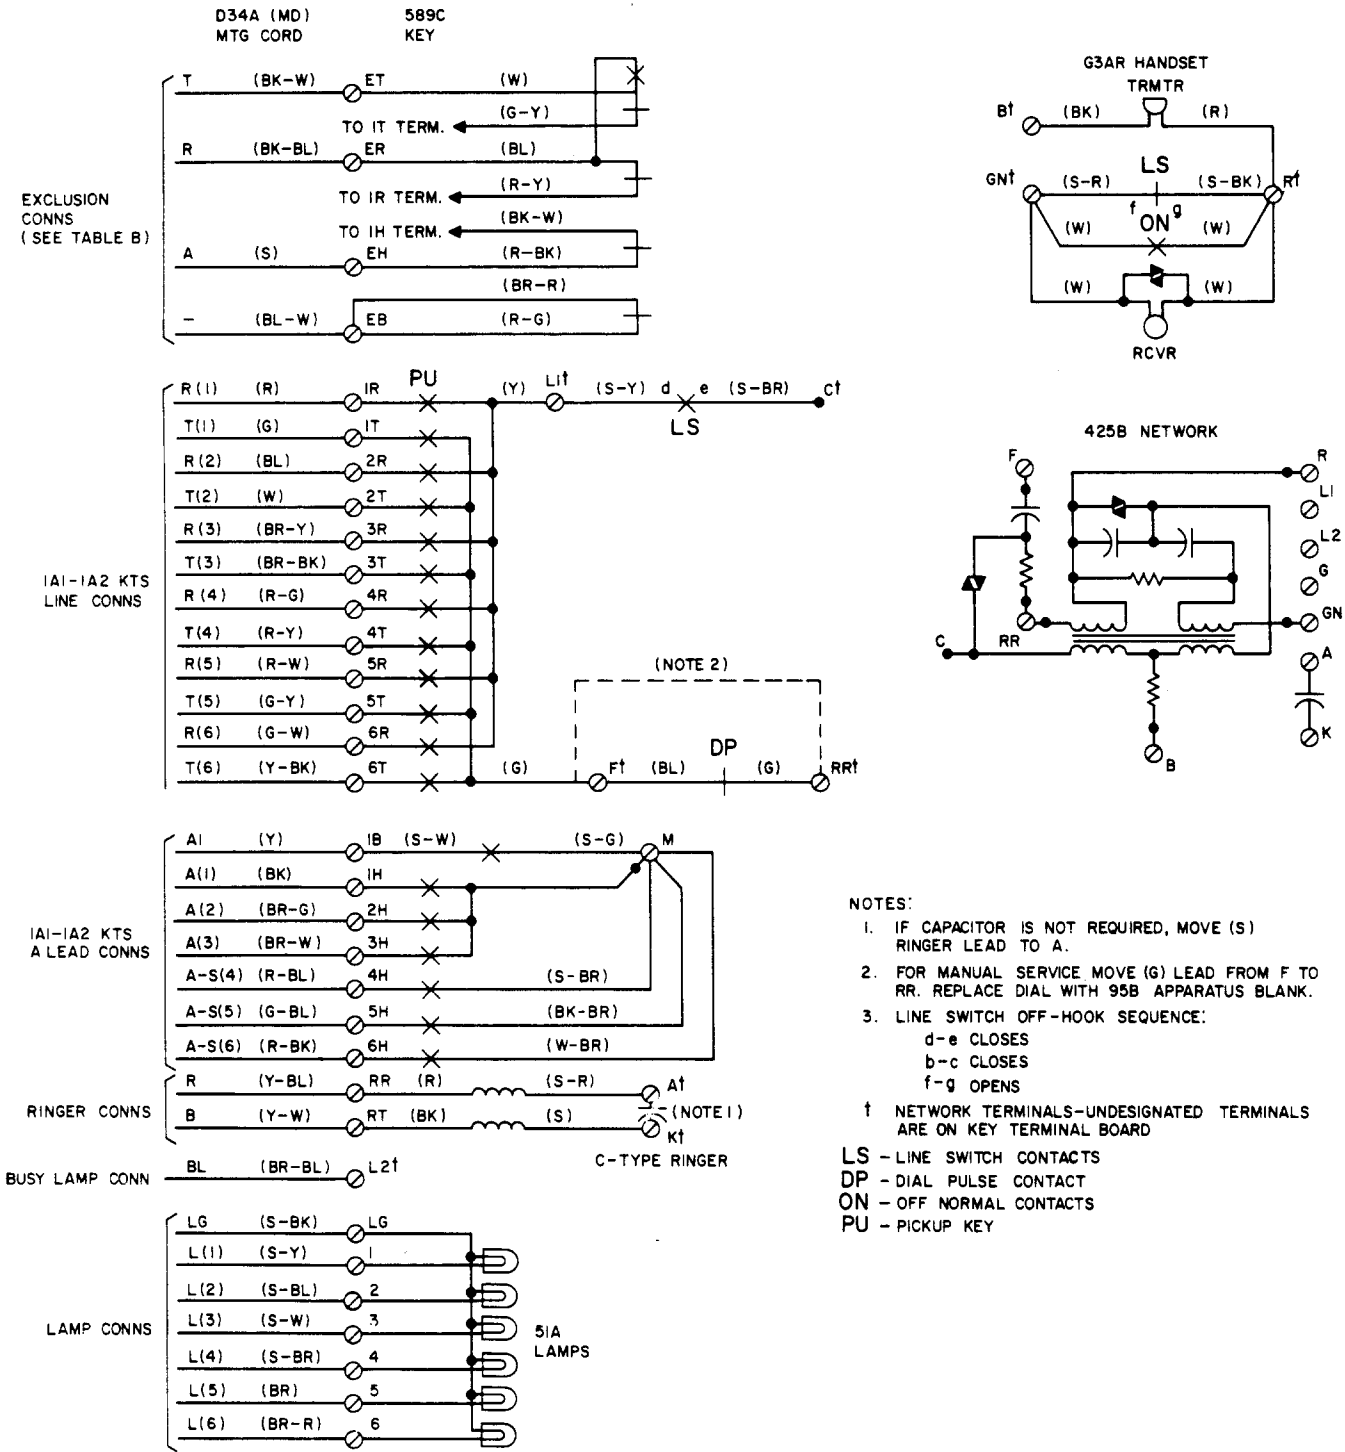 D34A (MD)
MTG CORD
589C
KEY
T (BK-W) ET (W)
(G-Y)
TO IT TERM.
R (BK-BL) ER (BL)
(R-Y)
TO IR TERM.
(BK-W)
TO IH TERM.
A (S) EH (R-BK)
(BR-R)
- (BL-W) EB (R-G)
EXCLUSION
CONNS
(SEE TABLE B)
G3AR HANDSET
TRMTR
B† (BK) (R)
LS
GN† (S-R) (S-BK) R†
f ON g
(W) (W)
(W) (W)
RCVR
R(1) (R) 1R PU (Y) L1† (S-Y) d e (S-BR) C†
LS
T(1) (G) 1T
R(2) (BL) 2R
T(2) (W) 2T
R(3) (BR-Y) 3R
T(3) (BR-BK) 3T
R(4) (R-G) 4R
T(4) (R-Y) 4T
R(5) (R-W) 5R
T(5) (G-Y) 5T
R(6) (G-W) 6R
T(6) (Y-BK) 6T (G) F† (BL) DP (G) RR†
(NOTE 2)
1A1-1A2 KTS
LINE CONNS
425B NETWORK
F
R
L1
L2
G
GN
C RR
A
K
B
A1 (Y) 1B (S-W) (S-G) M
A(1) (BK) 1H
A(2) (BR-G) 2H
A(3) (BR-W) 3H
A-S(4) (R-BL) 4H (S-BR)
A-S(5) (G-BL) 5H (BK-BR)
A-S(6) (R-BK) 6H (W-BR)
1A1-1A2 KTS
A LEAD CONNS
R (Y-BL) RR (R) (S-R) A†
(NOTE 1)
B (Y-W) RT (BK) (S) K†
RINGER CONNS
C-TYPE RINGER
BUSY LAMP CONN BL (BR-BL) L2†
LG (S-BK) LG
L(1) (S-Y) 1
L(2) (S-BL) 2
L(3) (S-W) 3
L(4) (S-BR) 4
L(5) (BR) 5
L(6) (BR-R) 6
LAMP CONNS
51A
LAMPS
NOTES:
1. IF CAPACITOR IS NOT REQUIRED, MOVE (S)
RINGER LEAD TO A.
2. FOR MANUAL SERVICE MOVE (G) LEAD FROM F TO
RR. REPLACE DIAL WITH 95B APPARATUS BLANK.
3. LINE SWITCH OFF-HOOK SEQUENCE:
d-e CLOSES
b-c CLOSES
f-g OPENS
† NETWORK TERMINALS-UNDESIGNATED TERMINALS
ARE ON KEY TERMINAL BOARD
LS - LINE SWITCH CONTACTS
DP - DIAL PULSE CONTACT
ON - OFF NORMAL CONTACTS
PU - PICKUP KEY